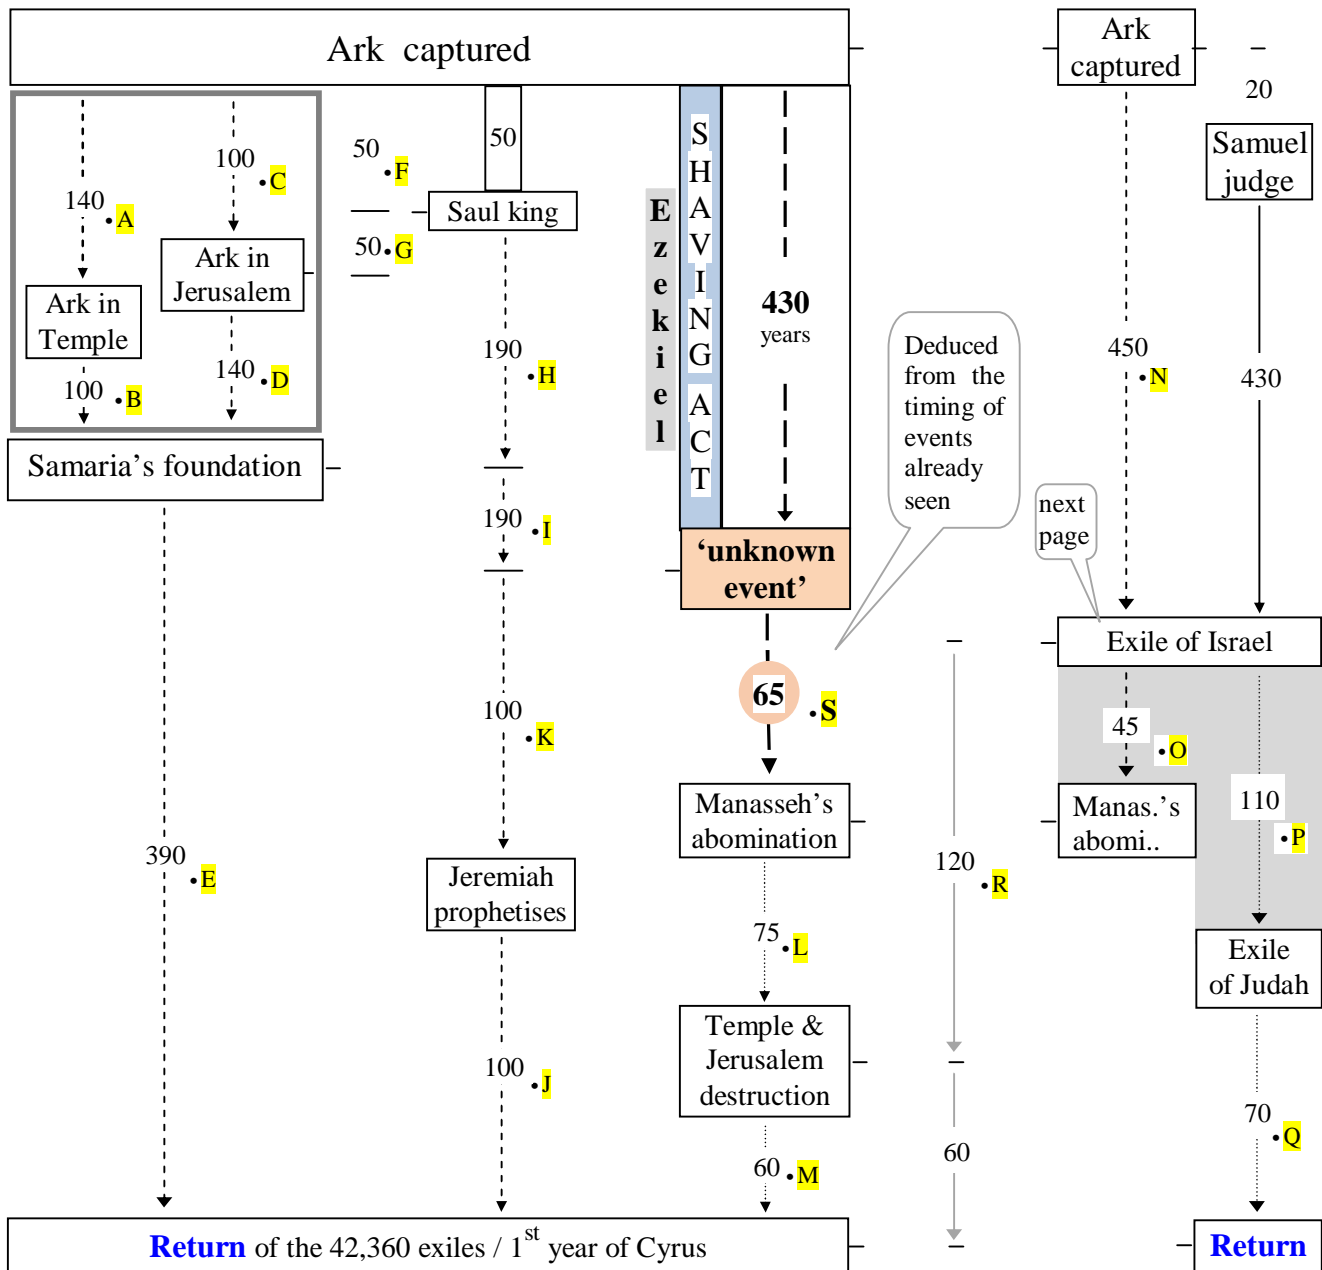 Ark captured
Ark
captured
20
Samuel
judge
140
•A
Ark in
Temple
100
•B
100
•C
Ark in
Jerusalem
140
•D
Samaria’s foundation
390
•E
50
•F
50
•G
50
Saul king
190
•H
190
•I
100
•K
Jeremiah
prophetises
100
•J
Ezekiel
SHAVING ACT
430
years
‘unknown
event’
65
•S
Deduced
from the
timing of
events
already
seen
Manasseh’s
abomination
75
•L
Temple &
Jerusalem
destruction
60
•M
120
•R
60
450
•N
430
next
page
Exile of Israel
45
•O
Manas.’s
abomi..
110
•P
Exile
of Judah
70
•Q
Return of the 42,360 exiles / 1st year of Cyrus
Return